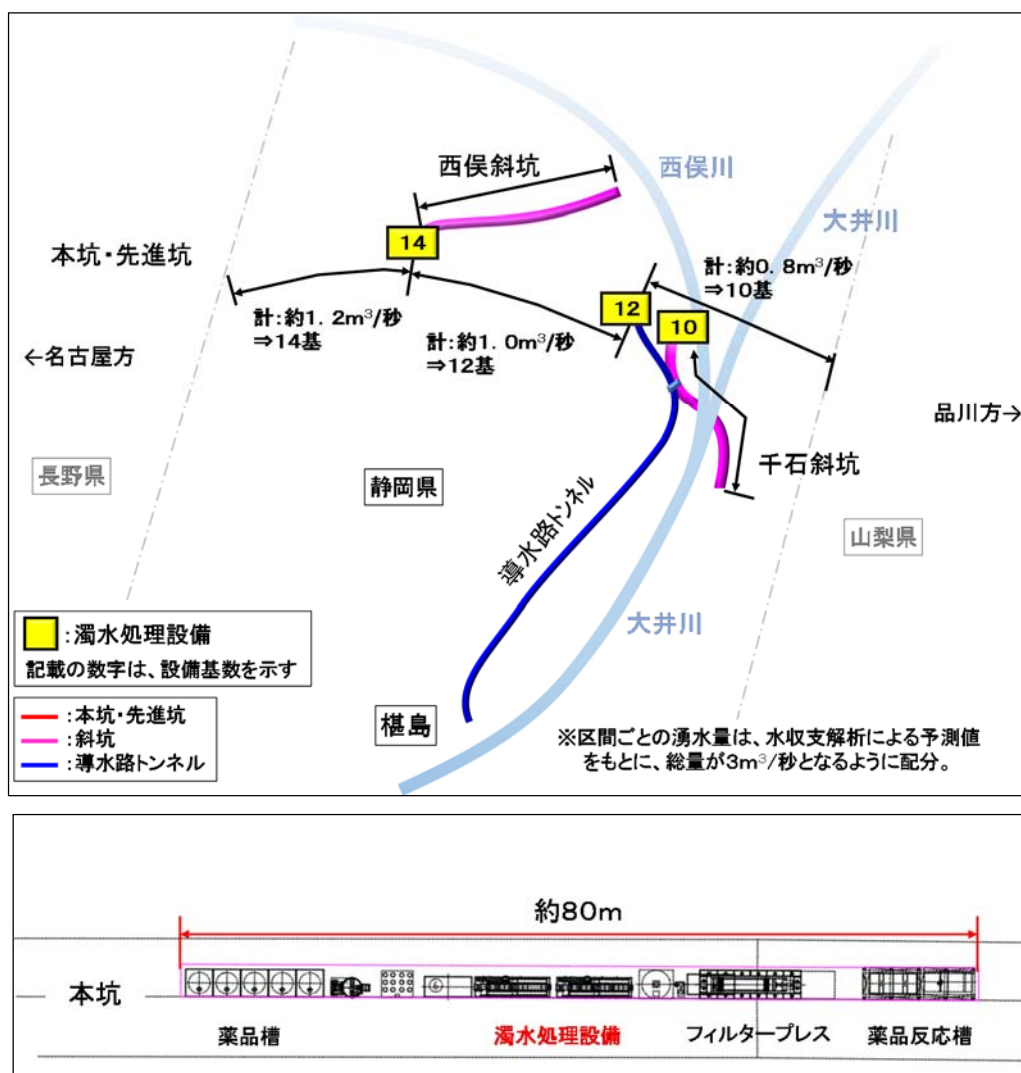 西俣斜坑
西俣川
大井川
14
本坑・先進坑
計:約1.2m³/秒
⇒14基
計:約1.0m³/秒
⇒12基
計:約0.8m³/秒
⇒10基
12
10
←名古屋方
品川方→
長野県
静岡県
千石斜坑
導水路トンネル
山梨県
:濁水処理設備
記載の数字は、設備基数を示す
大井川
:本坑・先進坑
:斜坑
:導水路トンネル
椹島
※区間ごとの湧水量は、水収支解析による予測値
をもとに、総量が3m³/秒となるように配分。
約80m
本坑
薬品槽
濁水処理設備
フィルタープレス
薬品反応槽